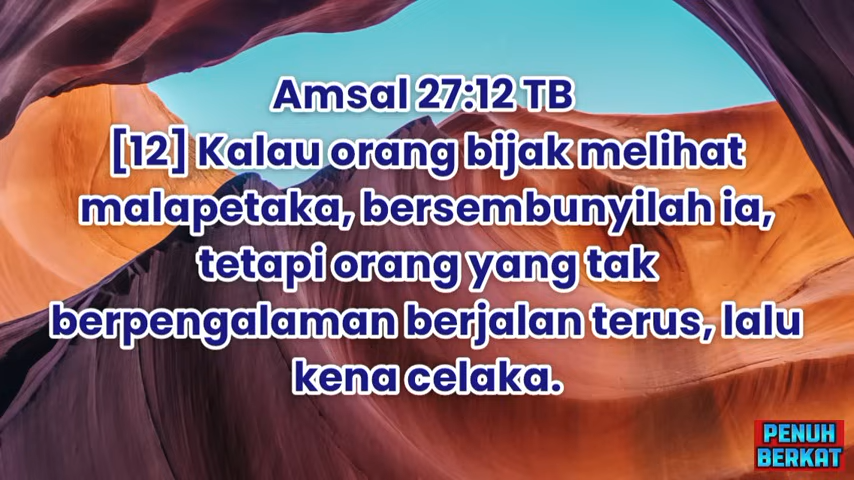 Amsal 27:12 TB
[12] Kalau orang bijak melihat
malapetaka, bersembunyilah ia,
tetapi orang yang tak
berpengalaman berjalan terus, lalu
kena celaka.
PENUH
BERKAT